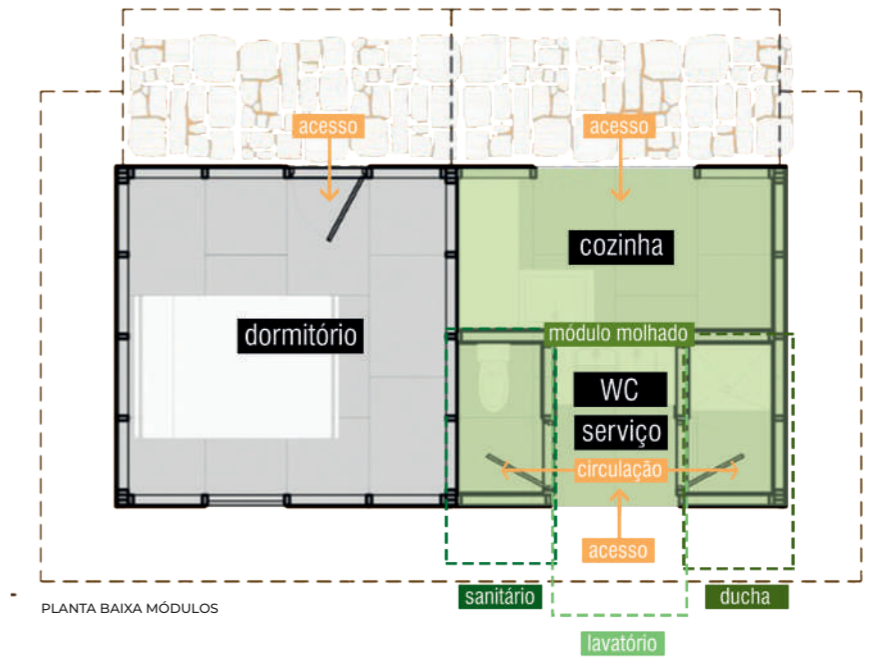 acesso
acesso
cozinha
dormitório
módulo molhado
WC
serviço
circulação
acesso
sanitário
ducha
PLANTA BAIXA MÓDULOS
lavatório